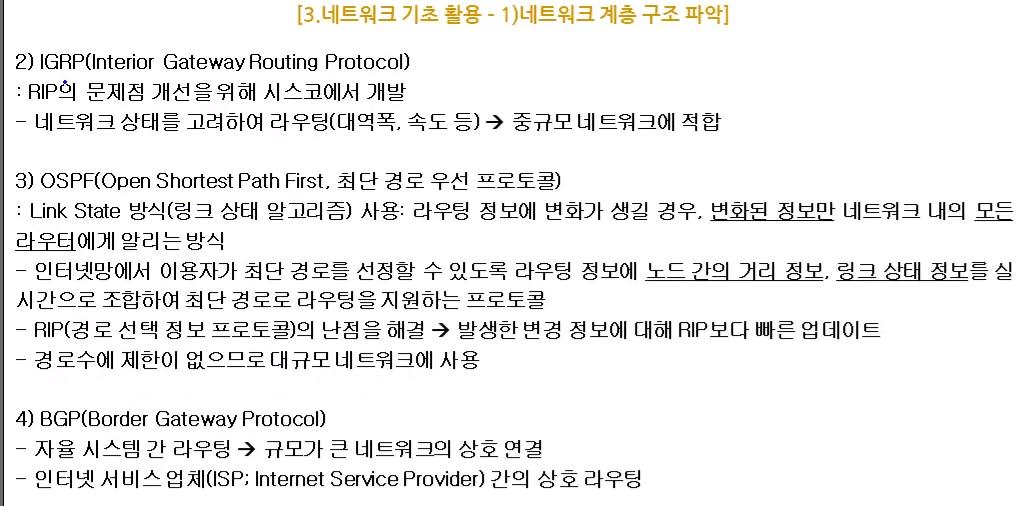 [3.네트워크 기초 활용 - 1)네트워크 계층 구조 파악]
2) IGRP(Interior Gateway Routing Protocol)
: RIP의 문제점 개선을 위해 시스코에서 개발
- 네트워크 상태를 고려하여 라우팅(대역폭, 속도 등) → 중규모 네트워크에 적합
3) OSPF(Open Shortest Path First, 최단 경로 우선 프로토콜)
: Link State 방식(링크 상태 알고리즘) 사용: 라우팅 정보에 변화가 생길 경우, 변화된 정보만 네트워크 내의 모든
라우터에게 알리는 방식
- 인터넷망에서 이용자가 최단 경로를 선정할 수 있도록 라우팅 정보에 노드 간의 거리 정보, 링크 상태 정보를 실
시간으로 조합하여 최단 경로로 라우팅을 지원하는 프로토콜
- RIP(경로 선택 정보 프로토콜)의 난점을 해결 → 발생한 변경 정보에 대해 RIP보다 빠른 업데이트
- 경로수에 제한이 없으므로 대규모 네트워크에 사용
4) BGP(Border Gateway Protocol)
- 자율 시스템 간 라우팅 → 규모가 큰 네트워크의 상호 연결
- 인터넷 서비스 업체(ISP; Internet Service Provider) 간의 상호 라우팅